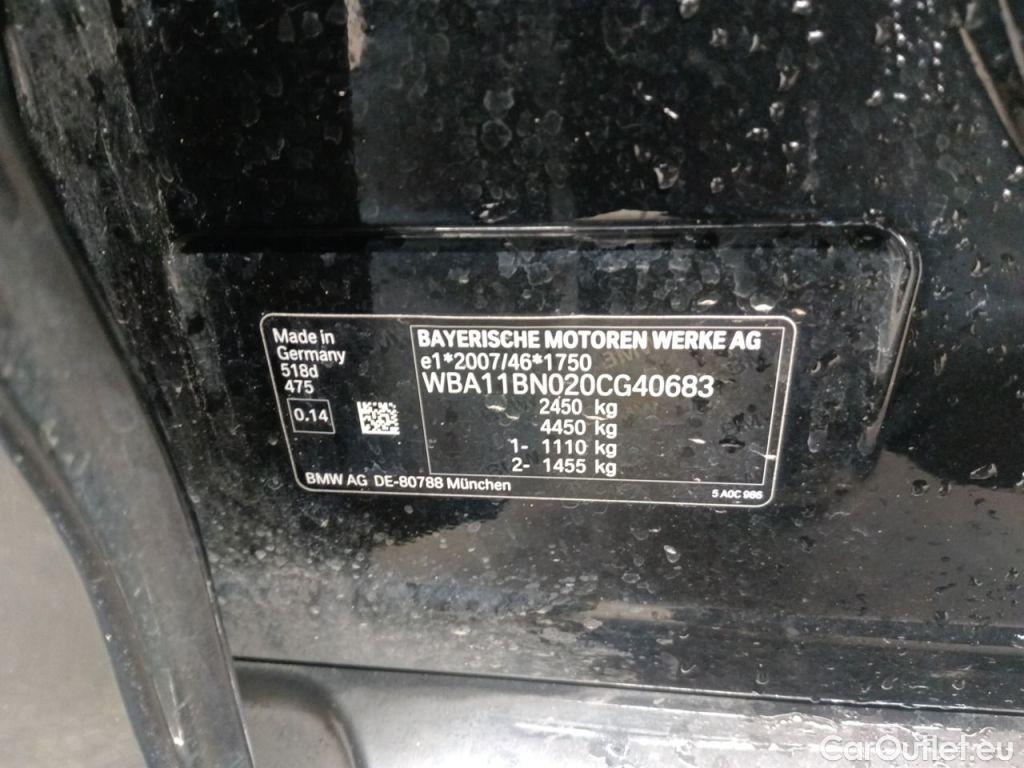 Made in
Germany
518d
475
0.14
BMW AG DE-80788 München
BAYERISCHE MOTOREN WERKE AG
e1*2007/46*1750
WBA11BN020CG40683
2450 kg
4450 kg
1- 1110 kg
2- 1455 kg
5 A0C 986
CarOutlet.eu